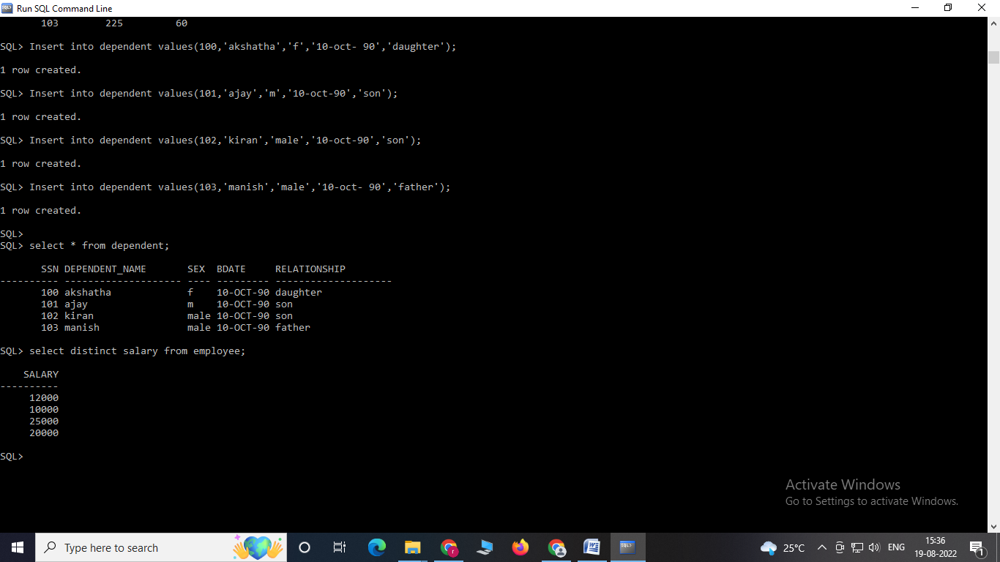 Run SQL Command Line
103        225         60
SQL> Insert into dependent values(100,'akshatha','f','10-oct- 90','daughter');
1 row created.
SQL> Insert into dependent values(101,'ajay','m','10-oct-90','son');
1 row created.
SQL> Insert into dependent values(102,'kiran','male','10-oct-90','son');
1 row created.
SQL> Insert into dependent values(103,'manish','male','10-oct- 90','father');
1 row created.
SQL>
SQL> select * from dependent;
       SSN DEPENDENT_NAME       SEX  BDATE     RELATIONSHIP
---------- -------------------- ---- --------- --------------------
       100 akshatha             f    10-OCT-90 daughter
       101 ajay                 m    10-OCT-90 son
       102 kiran                male 10-OCT-90 son
       103 manish               male 10-OCT-90 father
SQL> select distinct salary from employee;
    SALARY
----------
     12000
     10000
     25000
     20000
SQL>
Activate Windows
Go to Settings to activate Windows.
Type here to search
25°C
ENG
15:36
19-08-2022
1